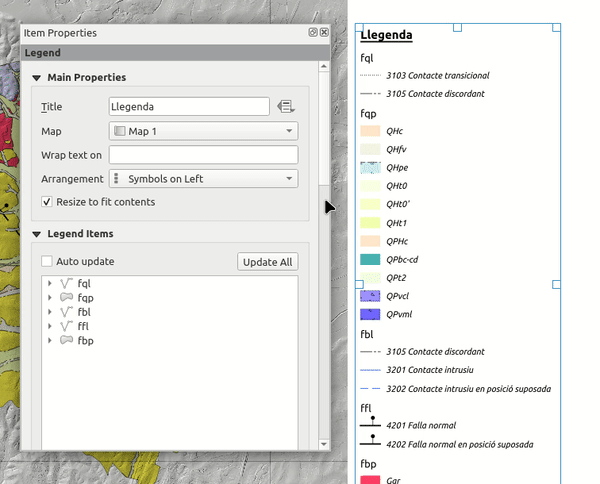 Item Properties
Legend
Main Properties
Title
Llegenda
Map
Map 1
Wrap text on
Arrangement
Symbols on Left
Resize to fit contents
Legend Items
Auto update
Update All
fql
fqp
fbl
ffl
fbp
Llegenda
fql
3103 Contacte transicional
3105 Contacte discordant
fqp
QHc
QHfv
QHpe
QHt0
QHt0'
QHt1
QPHc
QPbc-cd
QPt2
QPvcl
QPvml
fbl
3105 Contacte discordant
3201 Contacte intrusiu
3202 Contacte intrusiu en posició suposada
ffl
4201 Falla normal
4202 Falla normal en posició suposada
fbp
Gar